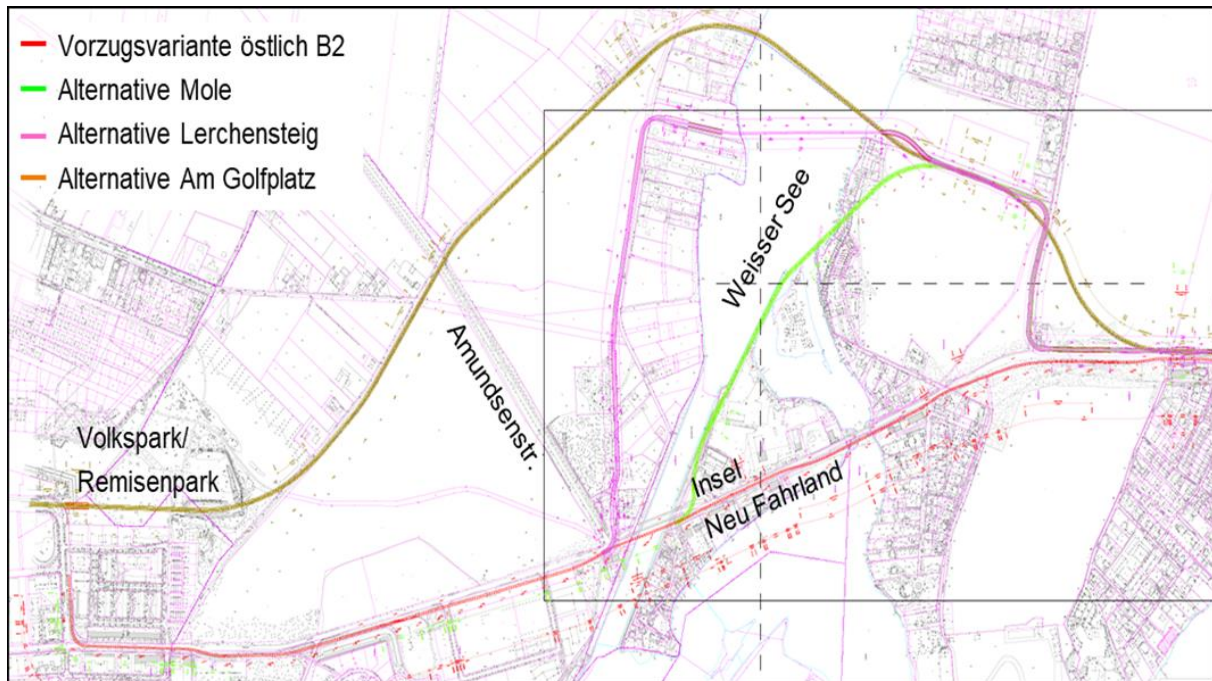 Vorzugsvariante östlich B2
Alternative Mole
Alternative Lerchensteig
Alternative Am Golfplatz
Weisser See
Amundsenstr.
Volkspark/
Remisenpark
Insel
Neu Fahrland